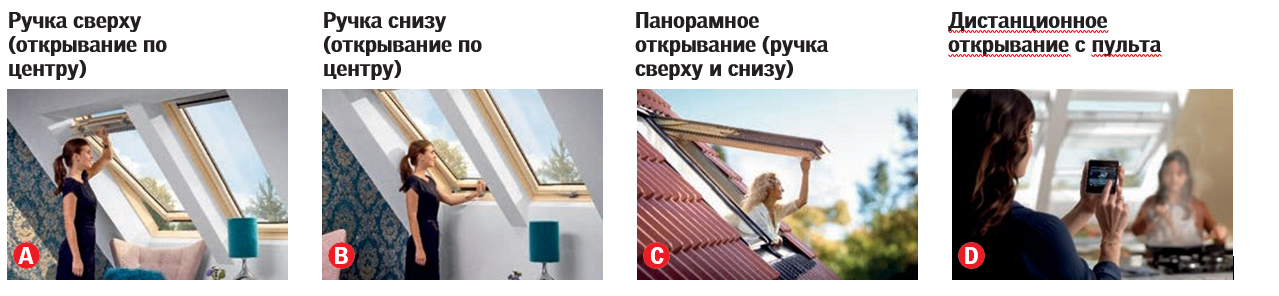 Ручка сверху
(открывание по
центру)
Ручка снизу
(открывание по
центру)
Панорамное
открывание (ручка
сверху и снизу)
Дистанционное
открывание с пульта
A
B
C
D